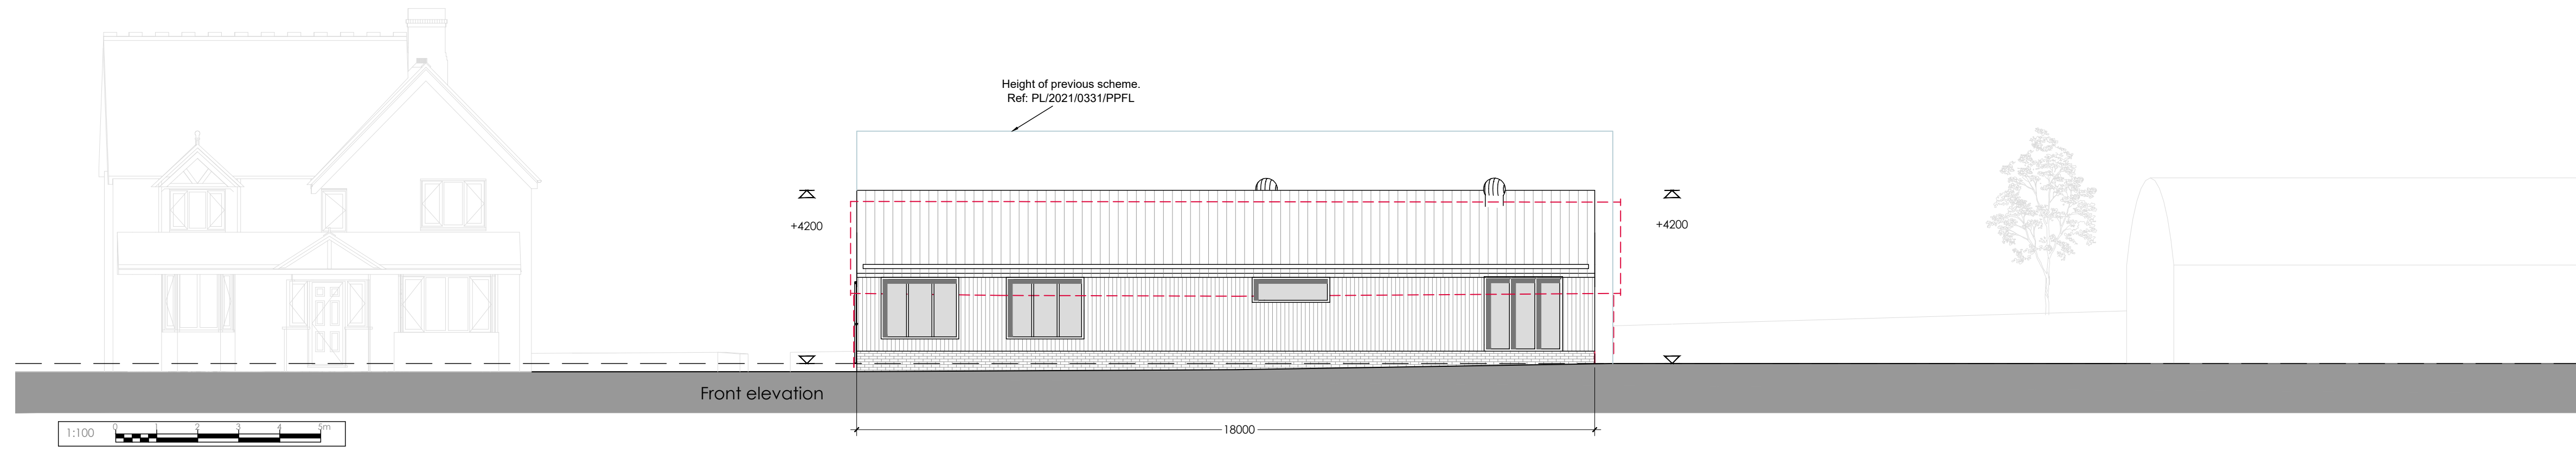 Height of previous scheme.
Ref: PL/2021/0331/PPFL
+4200
+4200
Front elevation
1:100
0 1 2 3 4 5m
18000